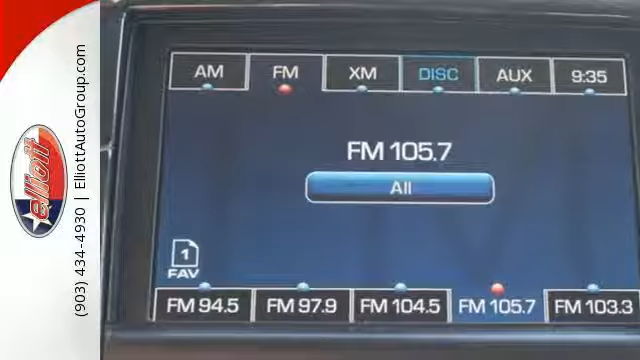 AM FM XM DISC AUX 9:35
FM 105.7
All
1
FAV
FM 94.5 FM 97.9 FM 104.5 FM 105.7 FM 103.3
elliott
(903) 434-4930 | ElliottAutoGroup.com